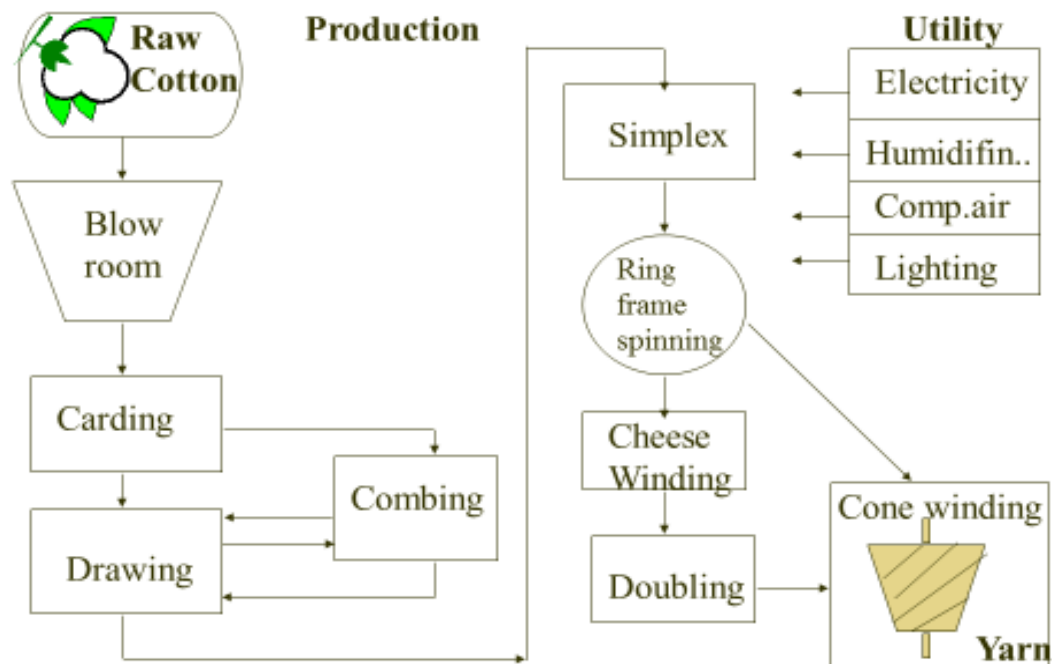 Raw
Cotton
Production
Utility
Blow
room
Carding
Combing
Drawing
Simplex
Ring
frame
spinning
Cheese
Winding
Doubling
Electricity
Humidifin..
Comp.air
Lighting
Cone winding
Yarn